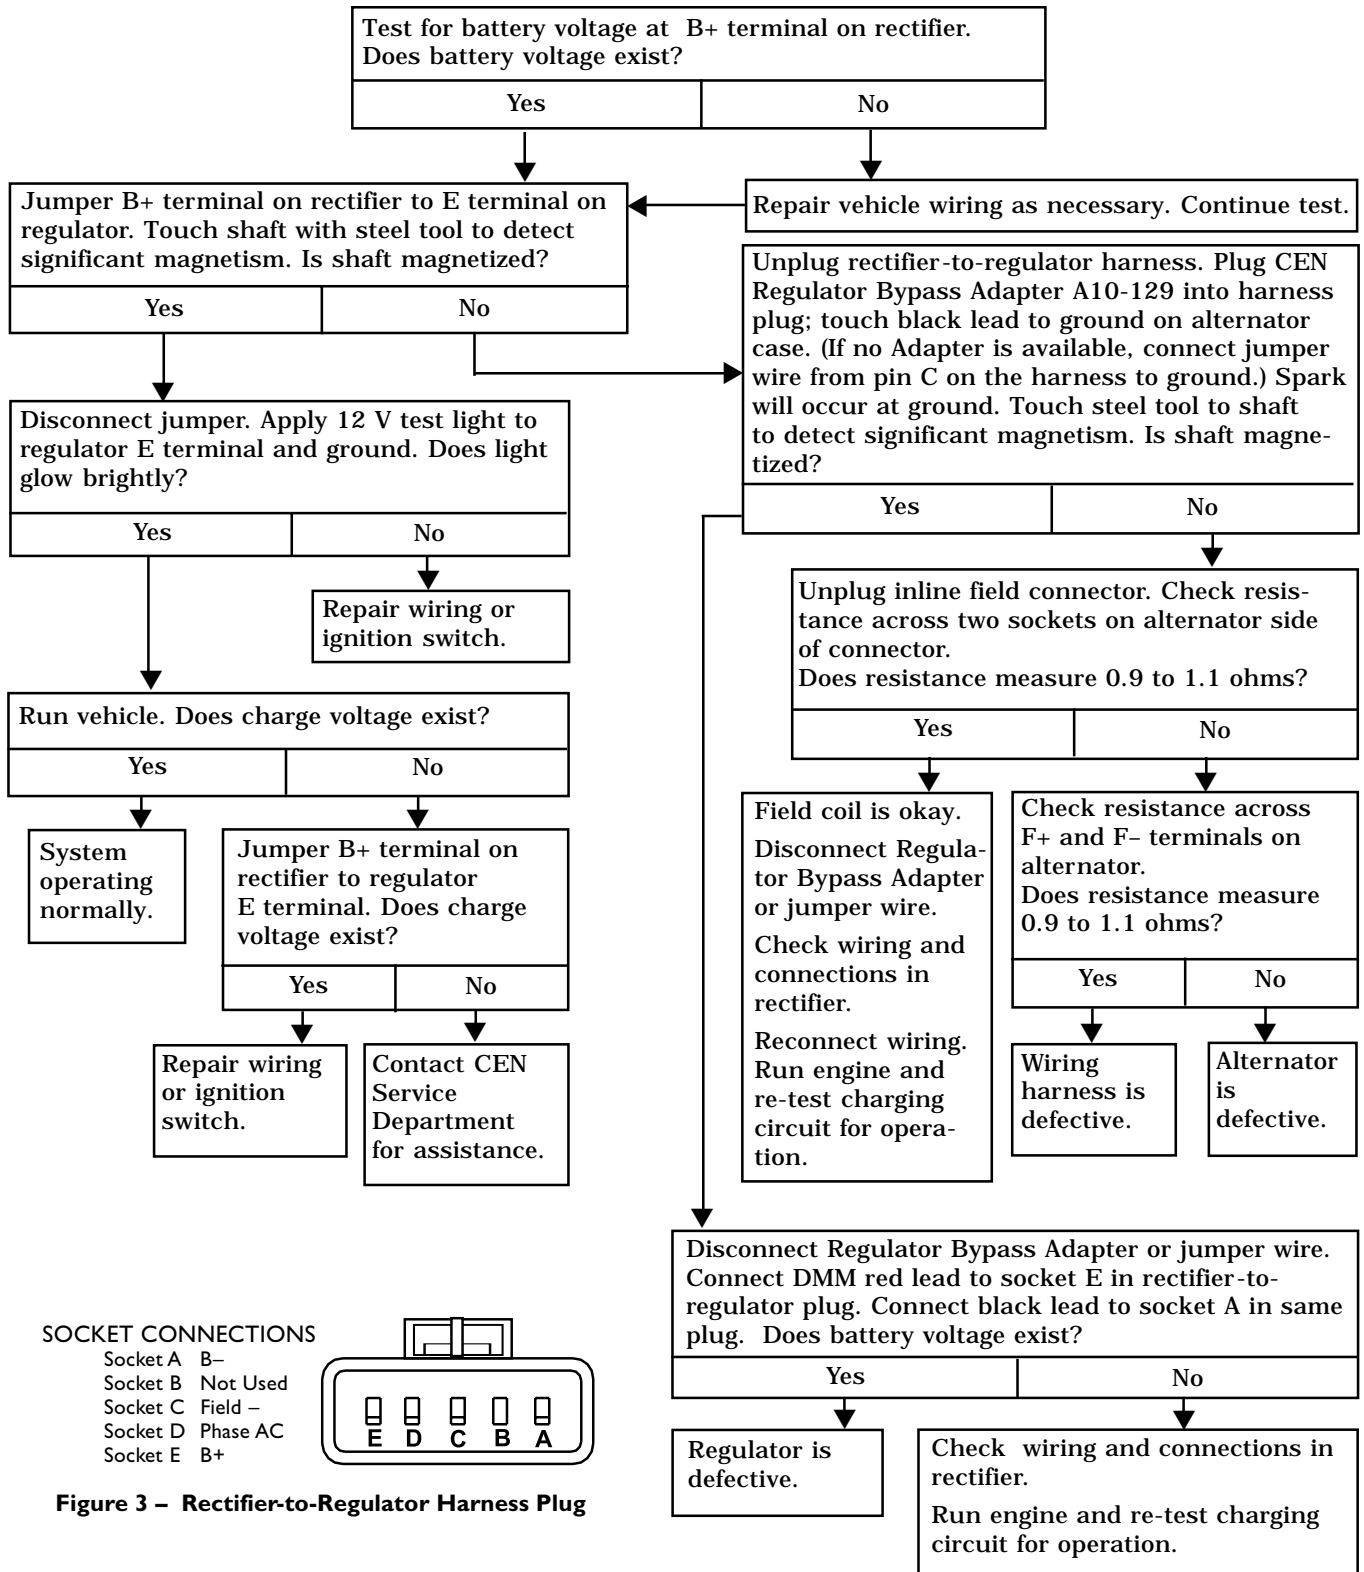 Test for battery voltage at  B+ terminal on rectifier.
Does battery voltage exist?
Yes
No
Jumper B+ terminal on rectifier to E terminal on
regulator. Touch shaft with steel tool to detect
significant magnetism. Is shaft magnetized?
Yes
No
Repair vehicle wiring as necessary. Continue test.
Unplug rectifier-to-regulator harness. Plug CEN
Regulator Bypass Adapter A10-129 into harness
plug; touch black lead to ground on alternator
case. (If no Adapter is available, connect jumper
wire from pin C on the harness to ground.) Spark
will occur at ground. Touch steel tool to shaft
to detect significant magnetism. Is shaft magne-
tized?
Yes
No
Disconnect jumper. Apply 12 V test light to
regulator E terminal and ground. Does light
glow brightly?
Yes
No
Repair wiring or
ignition switch.
Unplug inline field connector. Check resis-
tance across two sockets on alternator side
of connector.
Does resistance measure 0.9 to 1.1 ohms?
Yes
No
Run vehicle. Does charge voltage exist?
Yes
No
System
operating
normally.
Jumper B+ terminal on
rectifier to regulator
E terminal. Does charge
voltage exist?
Yes
No
Repair wiring
or ignition
switch.
Contact CEN
Service
Department
for assistance.
Field coil is okay.
Disconnect Regula-
tor Bypass Adapter
or jumper wire.
Check wiring and
connections in
rectifier.
Reconnect wiring.
Run engine and
re-test charging
circuit for opera-
tion.
Check resistance across
F+ and F– terminals on
alternator.
Does resistance measure
0.9 to 1.1 ohms?
Yes
No
Wiring
harness is
defective.
Alternator
is
defective.
Disconnect Regulator Bypass Adapter or jumper wire.
Connect DMM red lead to socket E in rectifier-to-
regulator plug. Connect black lead to socket A in same
plug.  Does battery voltage exist?
Yes
No
Regulator is
defective.
Check  wiring and connections in
rectifier.
Run engine and re-test charging
circuit for operation.
SOCKET CONNECTIONS
Socket A  B–
Socket B  Not Used
Socket C  Field –
Socket D  Phase AC
Socket E  B+
E D C B A
Figure 3 –  Rectifier-to-Regulator Harness Plug